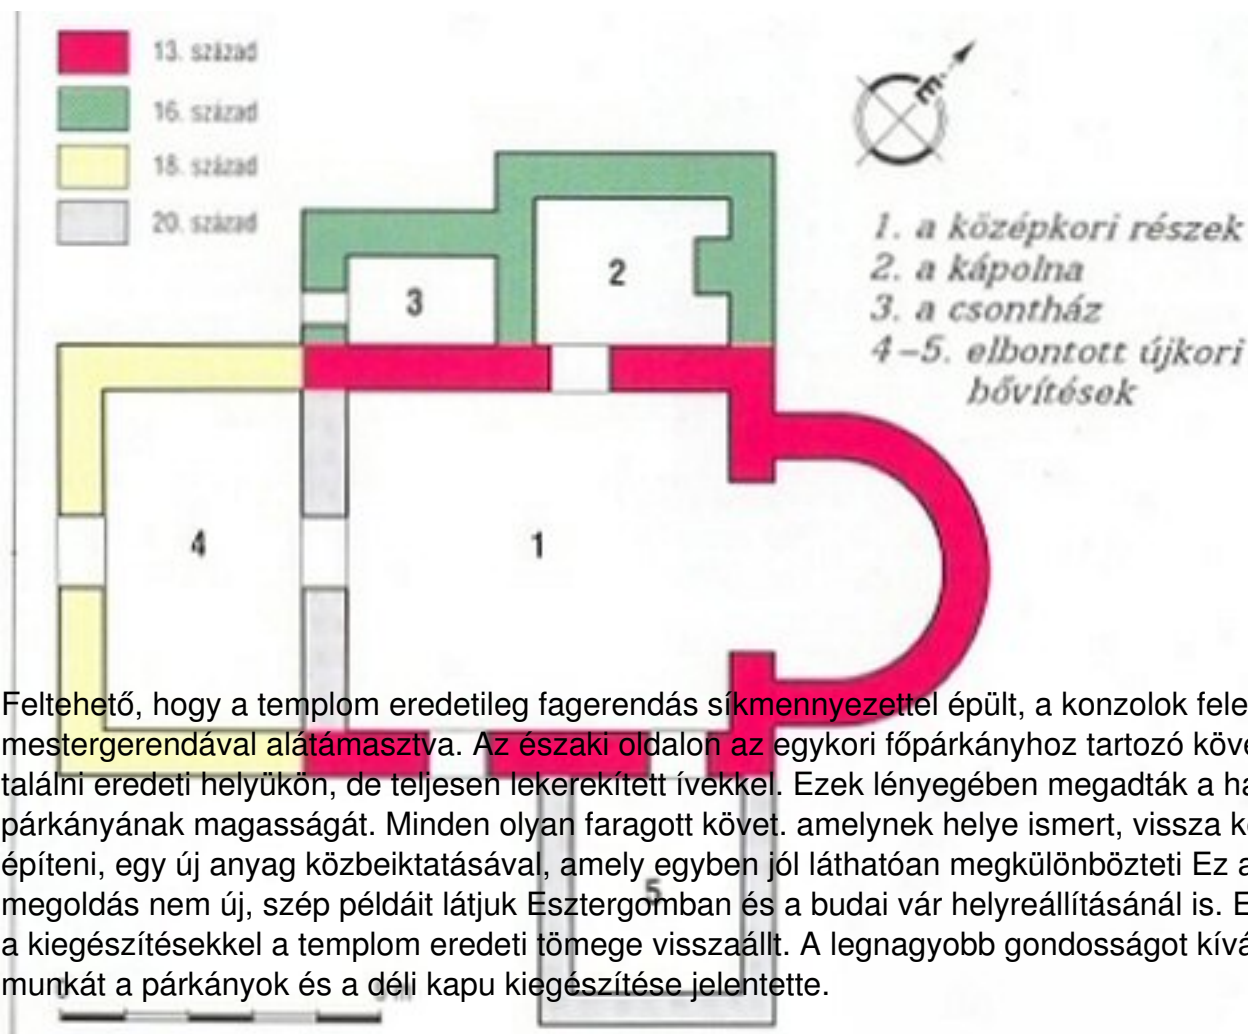 13. század
16. század
18. század
20. század
É
1. a középkori részek
2. a kápolna
3. a csontház
4-5. elbontott újkori
bővítések
2
3
4
1
Feltehető, hogy a templom eredetileg fagerendás síkmennyezettel épült, a konzolok
mestergerendával alátámasztva. Az északi oldalon az egykori főpárkányhoz tartozó
találni eredeti helyükön, de teljesen lekerekített ívekkel. Ezek lényegében megadták a
párkányának magasságát. Minden olyan faragott követ. amelynek helye ismert, vissza
építeni, egy új anyag közbeiktatásával, amely egyben jól láthatóan megkülönbözteti Ez
megoldás nem új, szép példáit látjuk Esztergomban és a budai vár helyreállításánál is.
a kiegészítésekkel a templom eredeti tömege visszaállt. A legnagyobb gondosságot
munkát a párkányok és a déli kapu kiegészítése jelentette.
5